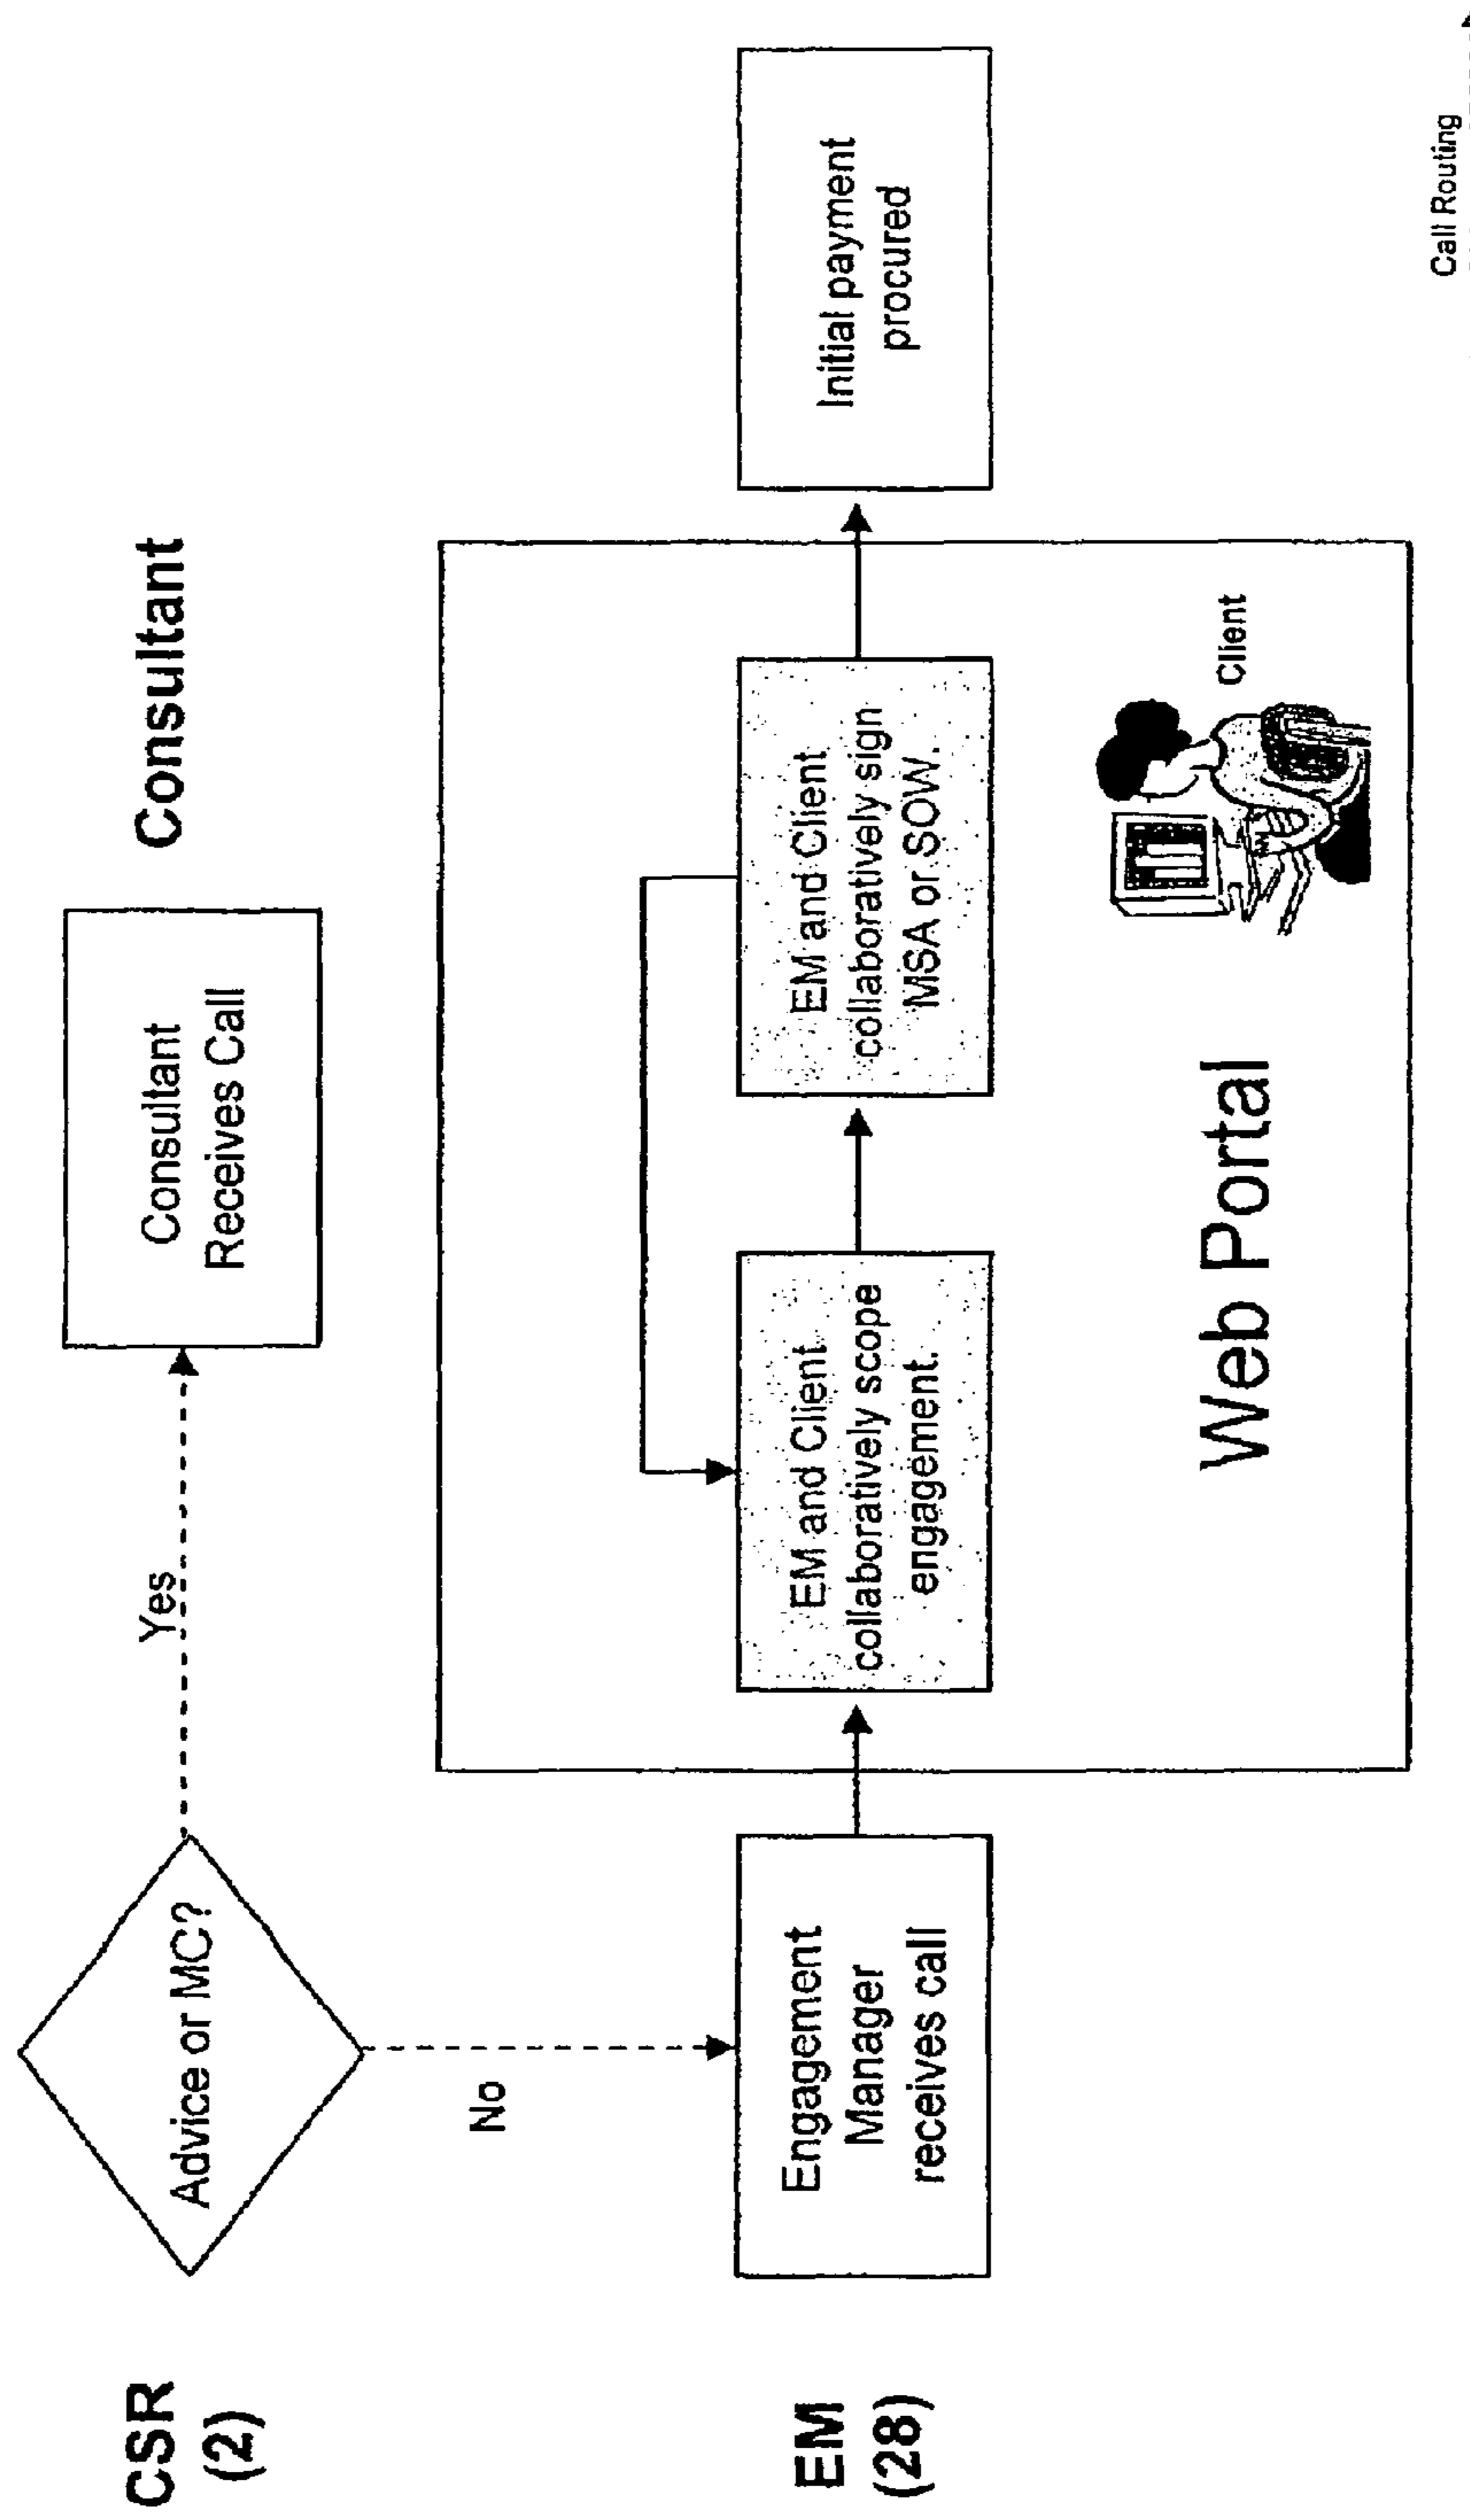 CSR
(2)
Advice or MC?
Yes
Consultant
Receives Call
Consultant
No
EM
(28)
Engagement
Manager
receives call
EM and Client
collaboratively scope
engagement.
EM and Client
collaboratively sign
MSA or SOW.
Initial payment
procured
Web Portal
Client
Call Routing